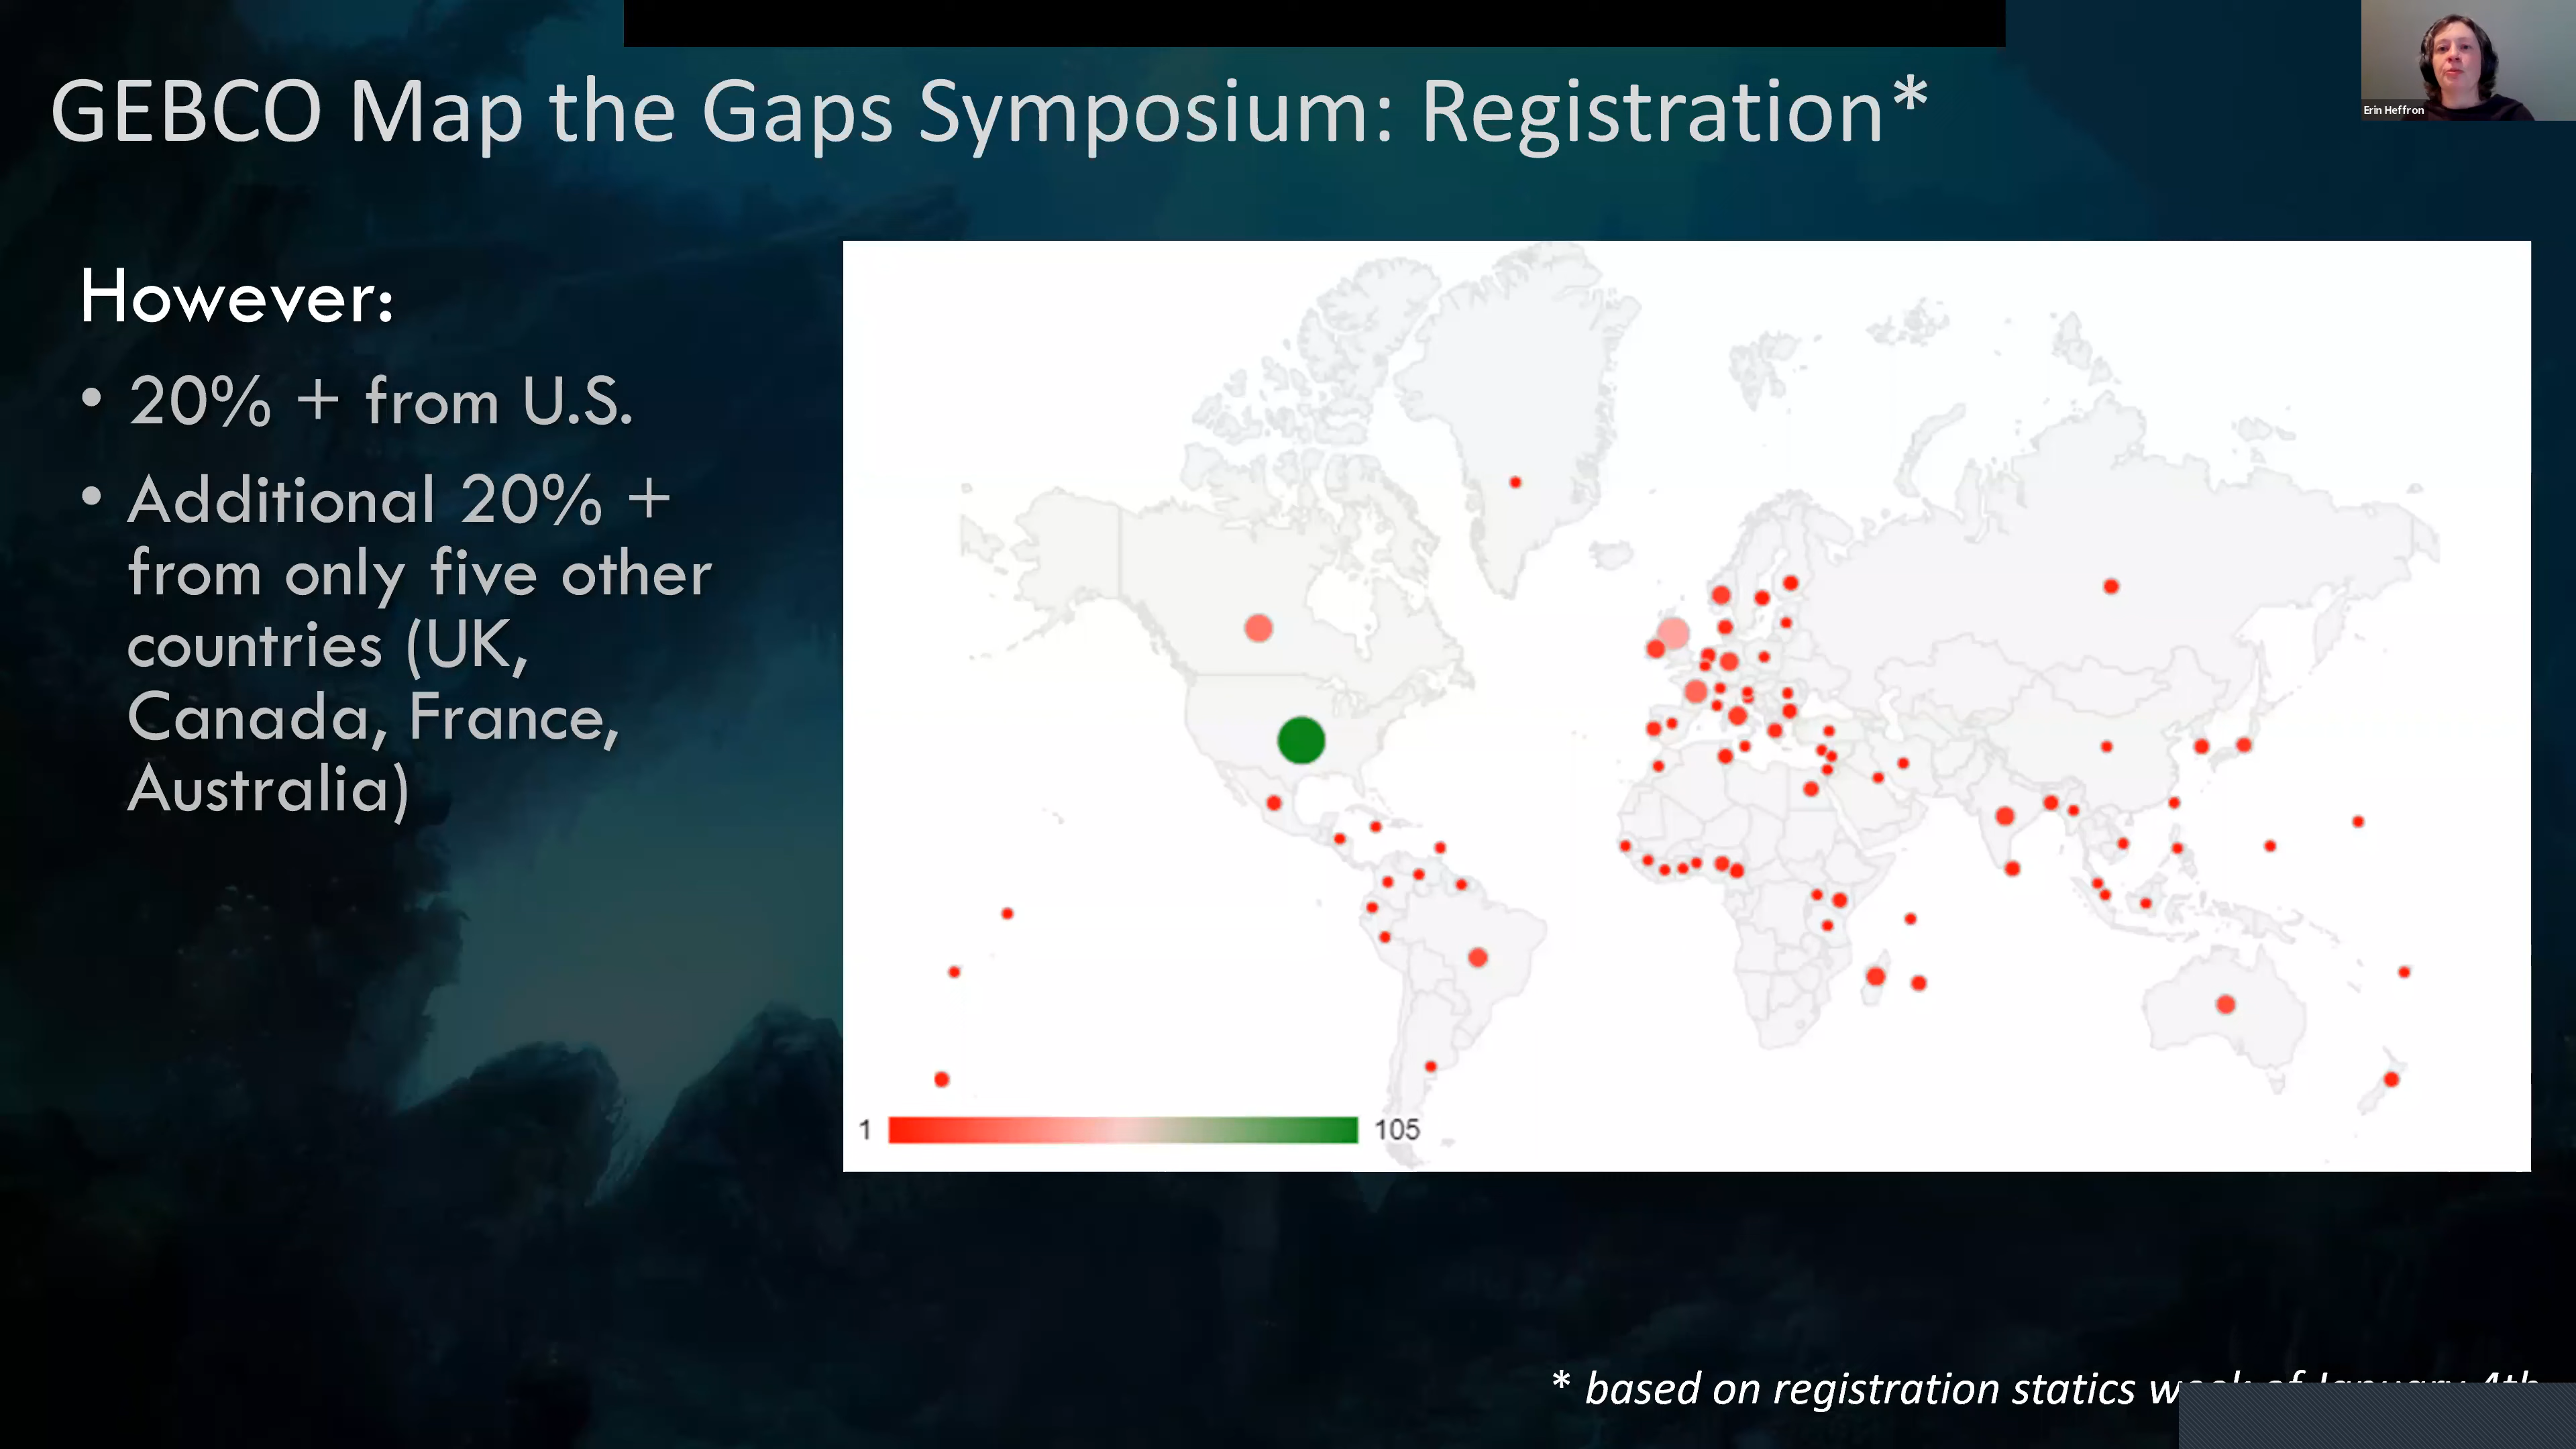 GEBCO Map the Gaps Symposium: Registration*
Erin Heffron
However:
• 20% + from U.S.
• Additional 20% +
from only five other
countries (UK,
Canada, France,
Australia)
1
105
* based on registration statics week of January 4th